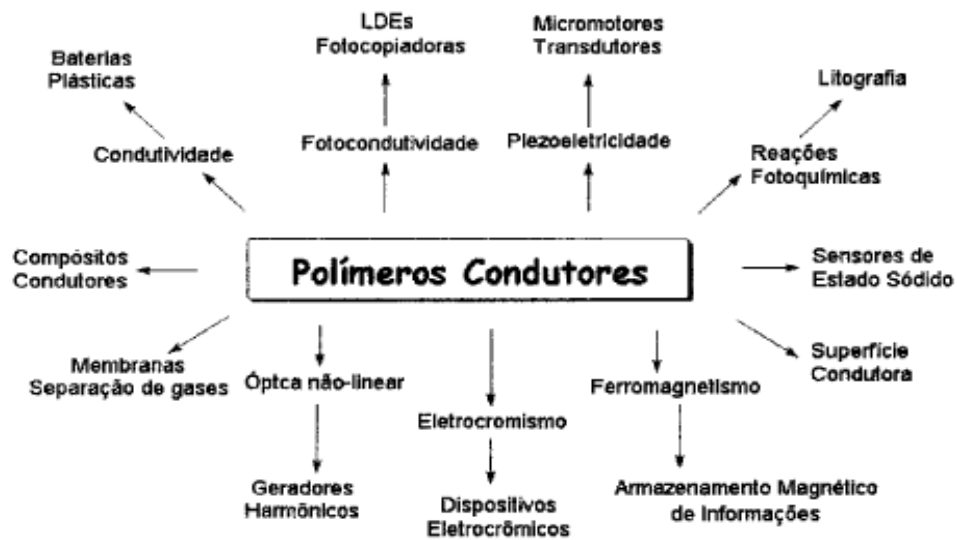 LDEs
Fotocopiadoras
Micromotores
Transdutores
Baterias
Plásticas
Litografia
Condutividade
Fotocondutividade
Piezoeletricidade
Reações
Fotoquímicas
Compósitos
Condutores
Polímeros Condutores
Sensores de
Estado Sódido
Membranas
Separação de gases
Óptca não-linear
Eletrocromismo
Ferromagnetismo
Superfície
Condutora
Geradores
Harmônicos
Dispositivos
Eletrocrômicos
Armazenamento Magnético
de Informações